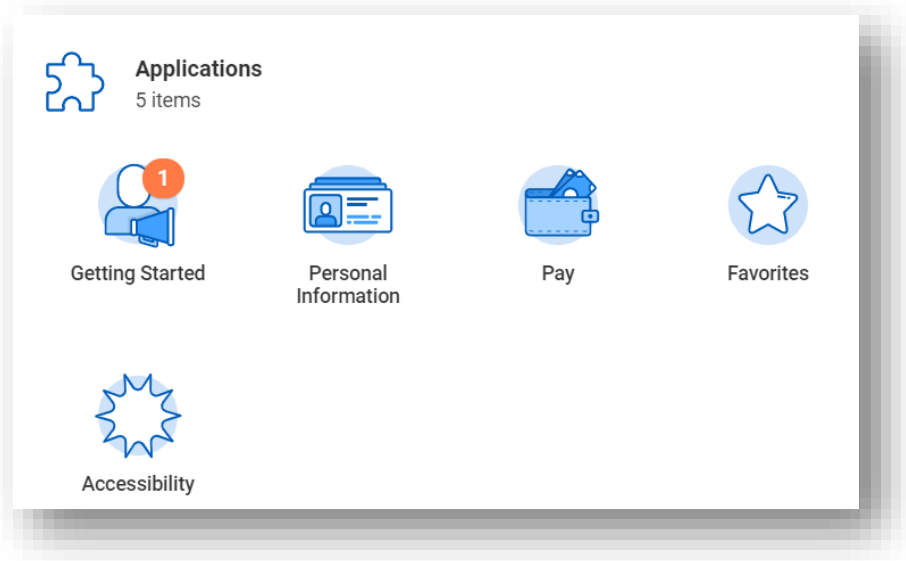 Applications
5 items
1
Getting Started
Personal
Information
Pay
Favorites
Accessibility